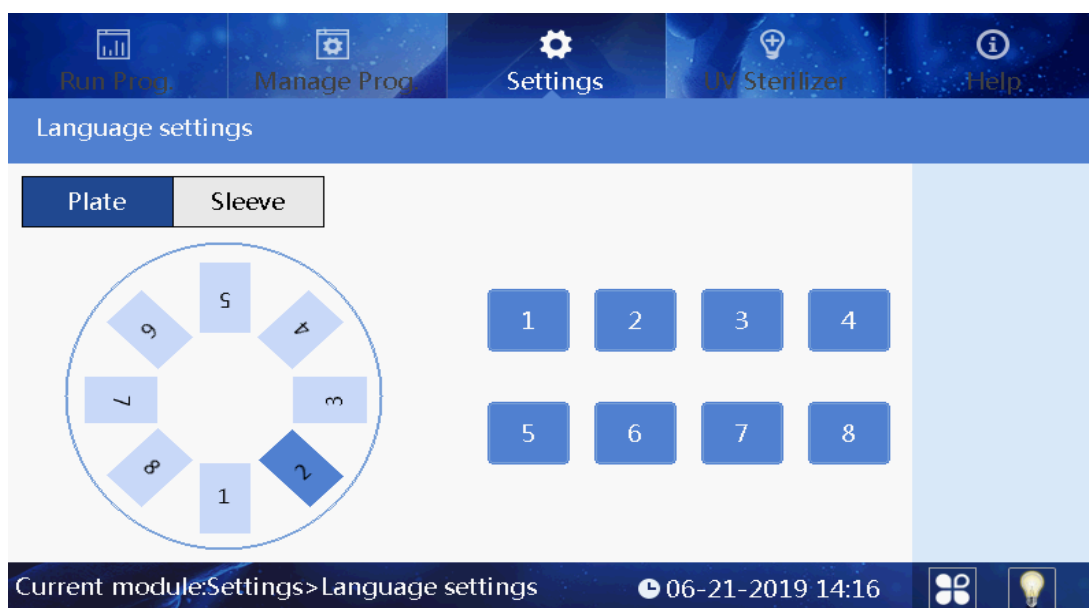 Run Prog. Manage Prog. Settings UV Sterilizer Help
Language settings
Plate Sleeve
5
6 4
7 3
8 2
1
1 2 3 4
5 6 7 8
Current module:Settings>Language settings 06-21-2019 14:16